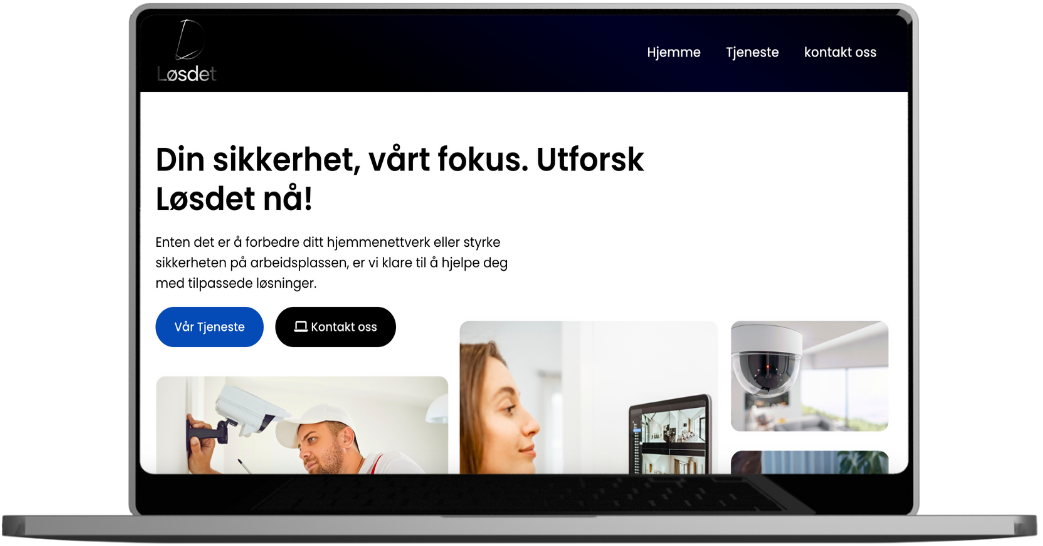 Løsdet
Hjemme Tjeneste kontakt oss
Din sikkerhet, vårt fokus. Utforsk
Løsdet nå!
Enten det er å forbedre ditt hjemmenettverk eller styrke
sikkerheten på arbeidsplassen, er vi klare til å hjelpe deg
med tilpassede løsninger.
Vår Tjeneste Kontakt oss